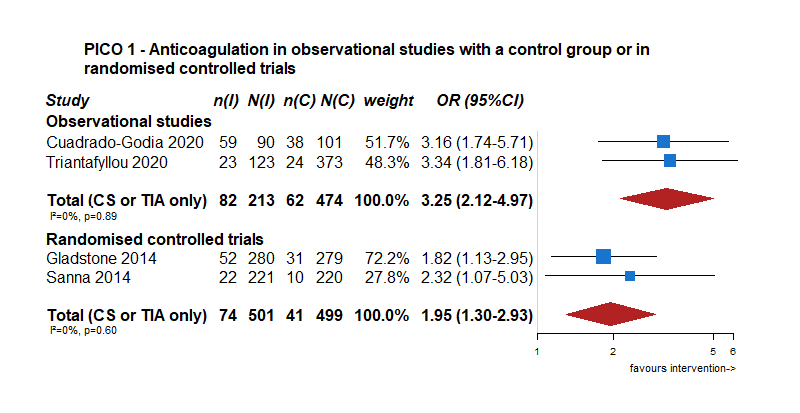 PICO 1 - Anticoagulation in observational studies with a control group or in
randomised controlled trials
Study n(I) N(I) n(C) N(C) weight OR (95%CI)
Observational studies
Cuadrado-Godia 2020 59 90 38 101 51.7% 3.16 (1.74-5.71)
Triantafyllou 2020 23 123 24 373 48.3% 3.34 (1.81-6.18)
Total (CS or TIA only) 82 213 62 474 100.0% 3.25 (2.12-4.97)
I²=0%, p=0.89
Randomised controlled trials
Gladstone 2014 52 280 31 279 72.2% 1.82 (1.13-2.95)
Sanna 2014 22 221 10 220 27.8% 2.32 (1.07-5.03)
Total (CS or TIA only) 74 501 41 499 100.0% 1.95 (1.30-2.93)
I²=0%, p=0.60
1 2 5 6
favours intervention->